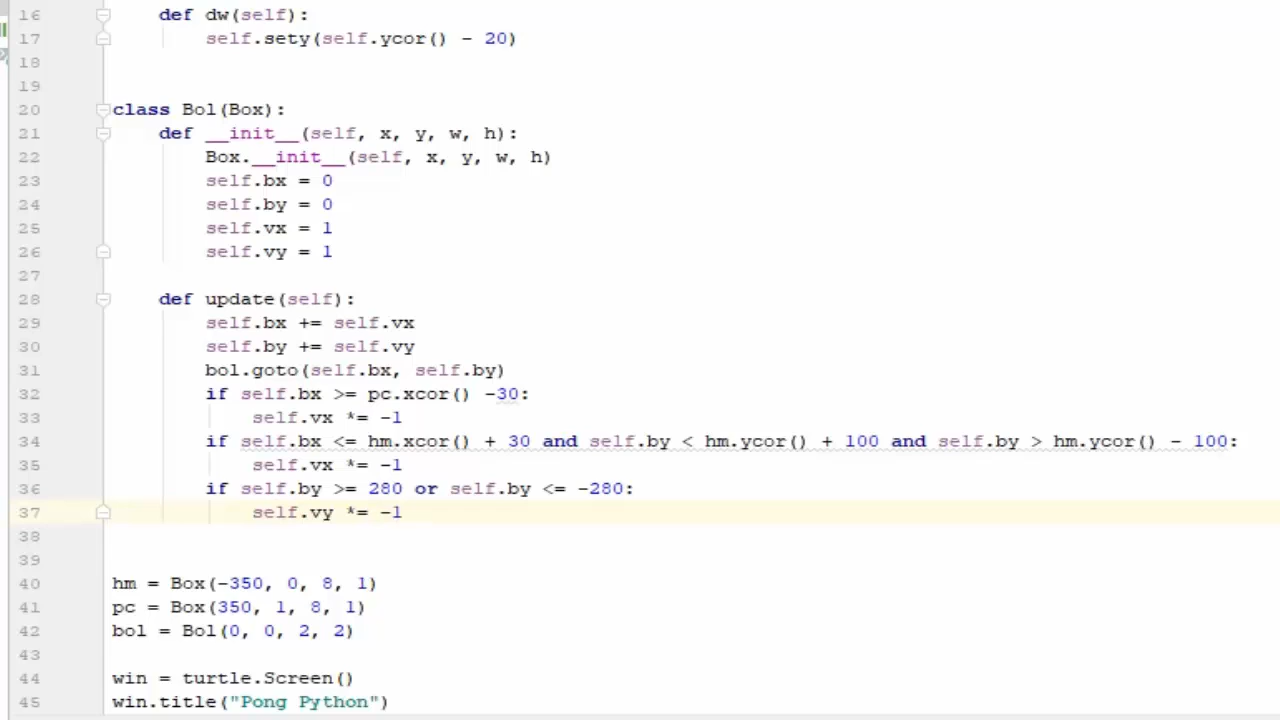 16 def dw(self):
17 self.sety(self.ycor() - 20)
18
19
20 class Bol(Box):
21 def __init__(self, x, y, w, h):
22 Box.__init__(self, x, y, w, h)
23 self.bx = 0
24 self.by = 0
25 self.vx = 1
26 self.vy = 1
27
28 def update(self):
29 self.bx += self.vx
30 self.by += self.vy
31 bol.goto(self.bx, self.by)
32 if self.bx >= pc.xcor() -30:
33 self.vx *= -1
34 if self.bx <= hm.xcor() + 30 and self.by < hm.ycor() + 100 and self.by > hm.ycor() - 100:
35 self.vx *= -1
36 if self.by >= 280 or self.by <= -280:
37 self.vy *= -1
38
39
40 hm = Box(-350, 0, 8, 1)
41 pc = Box(350, 1, 8, 1)
42 bol = Bol(0, 0, 2, 2)
43
44 win = turtle.Screen()
45 win.title("Pong Python")